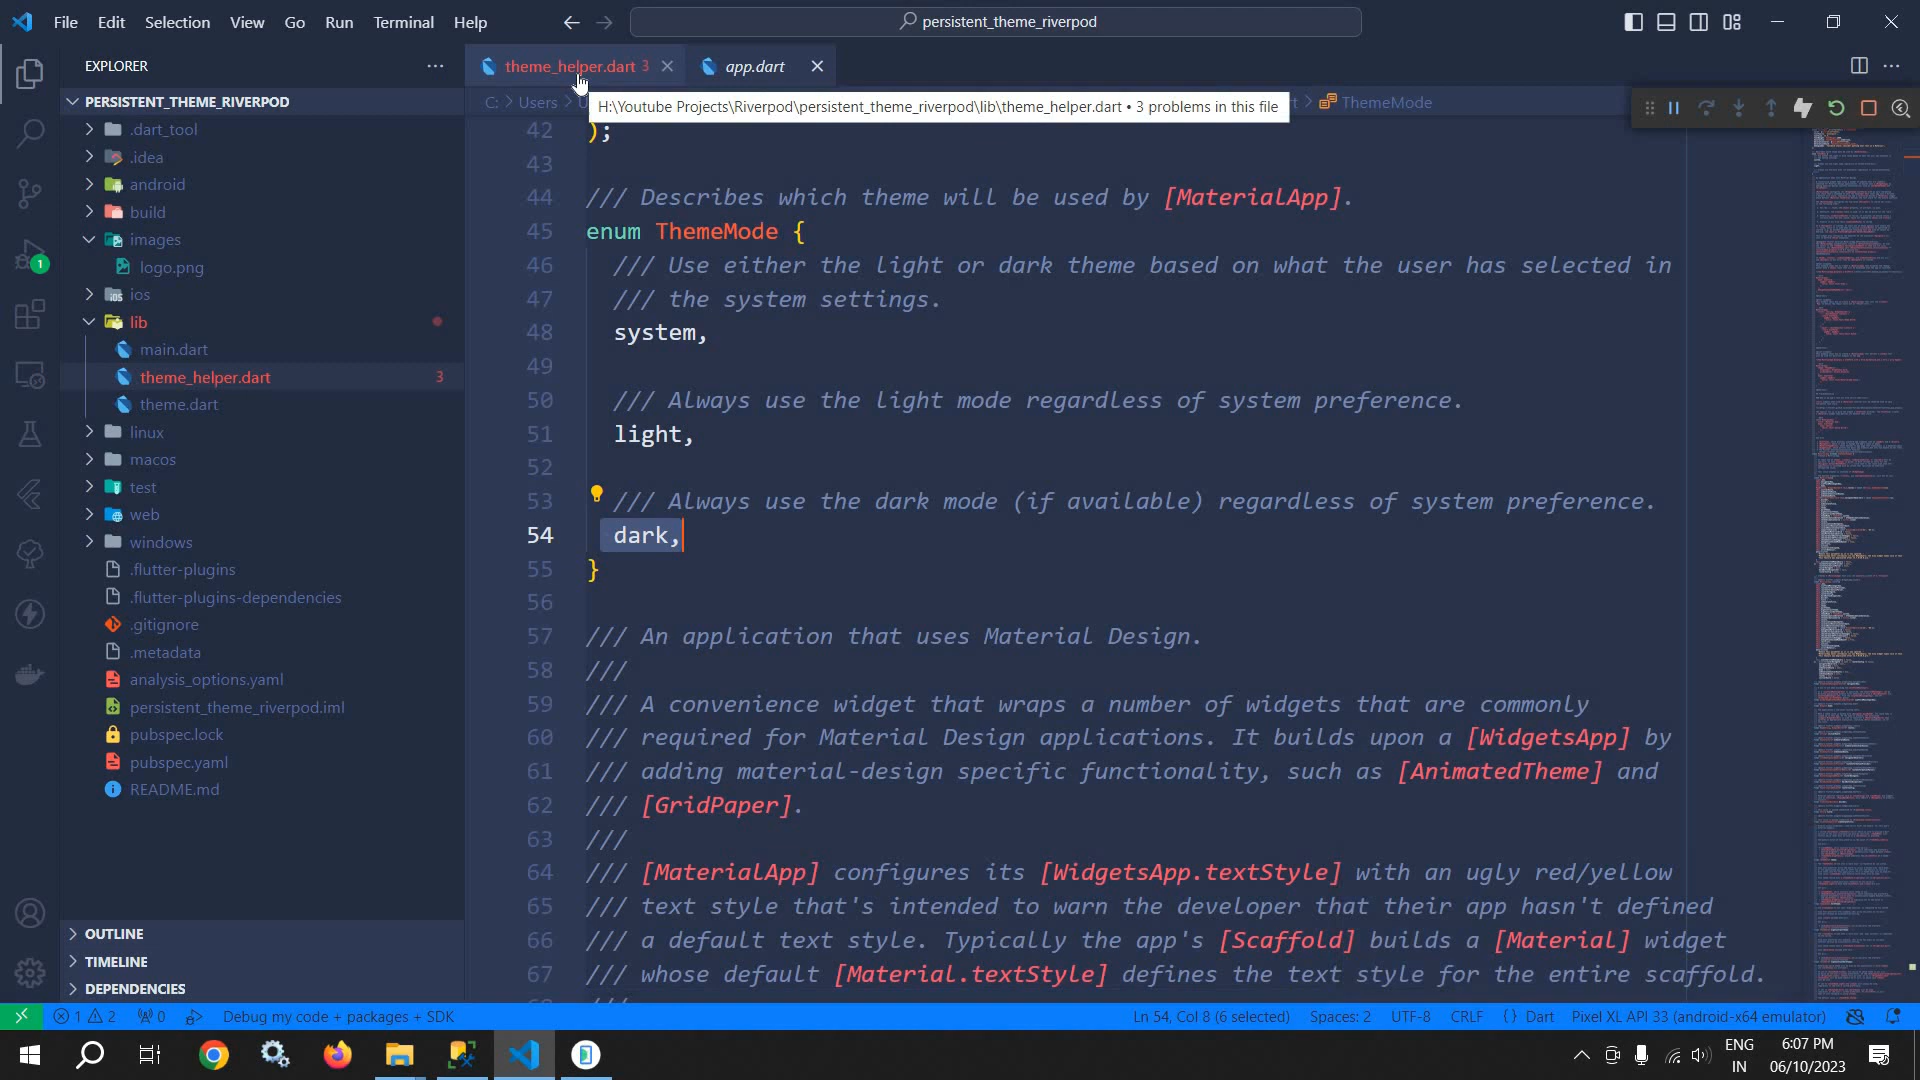 File Edit Selection View Go Run Terminal Help
persistent_theme_riverpod
EXPLORER
theme_helper.dart 3
app.dart
PERSISTENT_THEME_RIVERPOD
C: > Users > U
H:\Youtube Projects\Riverpod\persistent_theme_riverpod\lib\theme_helper.dart • 3 problems in this file
t > ThemeMode
.dart_tool
.idea
android
build
images
logo.png
ios
lib
main.dart
theme_helper.dart 3
theme.dart
linux
macos
test
web
windows
.flutter-plugins
.flutter-plugins-dependencies
.gitignore
.metadata
analysis_options.yaml
persistent_theme_riverpod.iml
pubspec.lock
pubspec.yaml
README.md
OUTLINE
TIMELINE
DEPENDENCIES
1
42 );
43
44 /// Describes which theme will be used by [MaterialApp].
45 enum ThemeMode {
46 /// Use either the light or dark theme based on what the user has selected in
47 /// the system settings.
48 system,
49
50 /// Always use the light mode regardless of system preference.
51 light,
52
53 /// Always use the dark mode (if available) regardless of system preference.
54 dark,
55 }
56
57 /// An application that uses Material Design.
58 ///
59 /// A convenience widget that wraps a number of widgets that are commonly
60 /// required for Material Design applications. It builds upon a [WidgetsApp] by
61 /// adding material-design specific functionality, such as [AnimatedTheme] and
62 /// [GridPaper].
63 ///
64 /// [MaterialApp] configures its [WidgetsApp.textStyle] with an ugly red/yellow
65 /// text style that's intended to warn the developer that their app hasn't defined
66 /// a default text style. Typically the app's [Scaffold] builds a [Material] widget
67 /// whose default [Material.textStyle] defines the text style for the entire scaffold.
1 2 0 Debug my code + packages + SDK
Ln 54, Col 8 (6 selected) Spaces: 2 UTF-8 CRLF {} Dart Pixel XL API 33 (android-x64 emulator)
ENG
IN
6:07 PM
06/10/2023